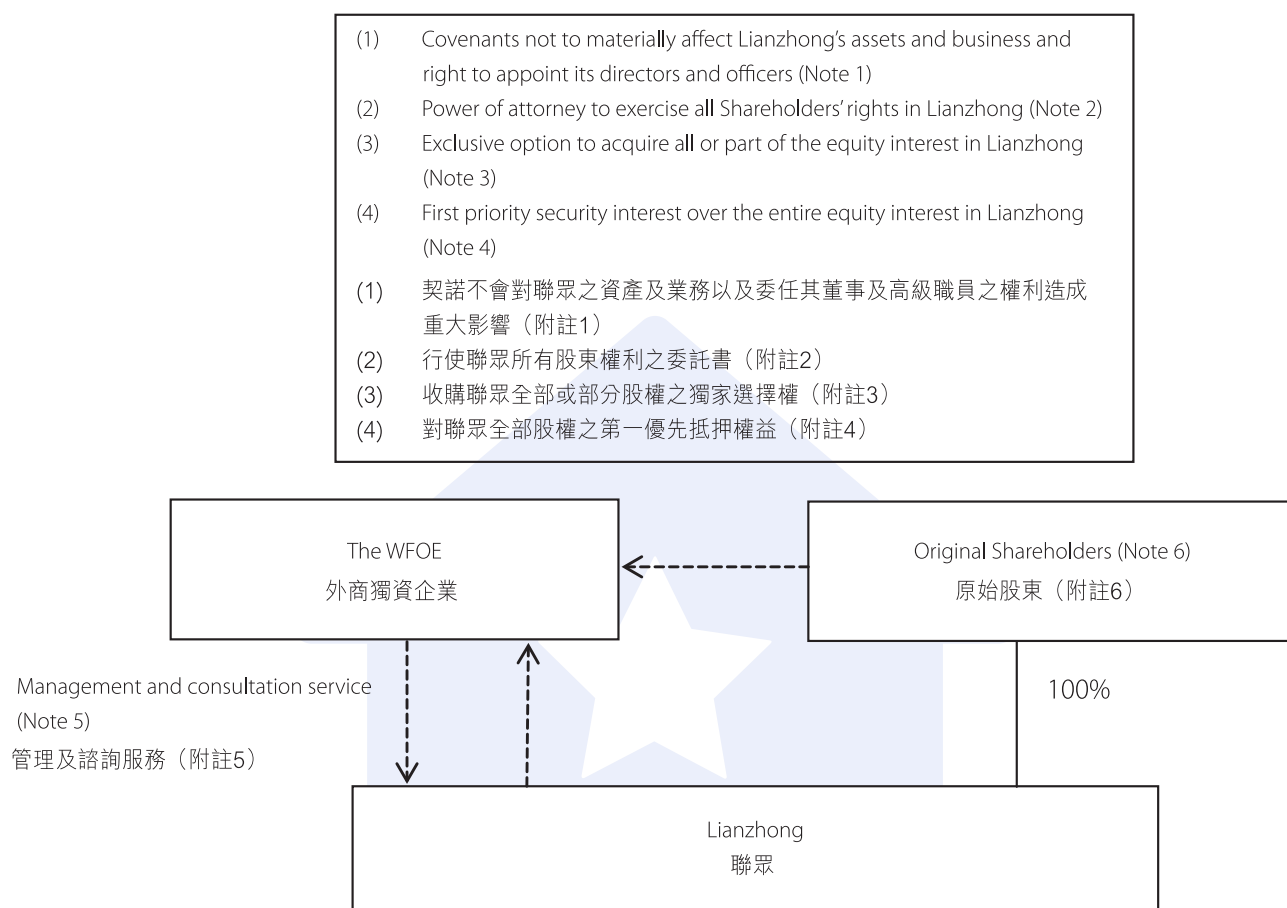 (1) Covenants not to materially affect Lianzhong's assets and business and
right to appoint its directors and officers (Note 1)
(2) Power of attorney to exercise all Shareholders' rights in Lianzhong (Note 2)
(3) Exclusive option to acquire all or part of the equity interest in Lianzhong
(Note 3)
(4) First priority security interest over the entire equity interest in Lianzhong
(Note 4)
(1) 契諾不會對聯眾之資產及業務以及委任其董事及高級職員之權利造成
重大影響（附註1）
(2) 行使聯眾所有股東權利之委託書（附註2）
(3) 收購聯眾全部或部分股權之獨家選擇權（附註3）
(4) 對聯眾全部股權之第一優先抵押權益（附註4）
The WFOE
外商獨資企業
Original Shareholders (Note 6)
原始股東（附註6）
Management and consultation service
(Note 5)
管理及諮詢服務（附註5）
100%
Lianzhong
聯眾